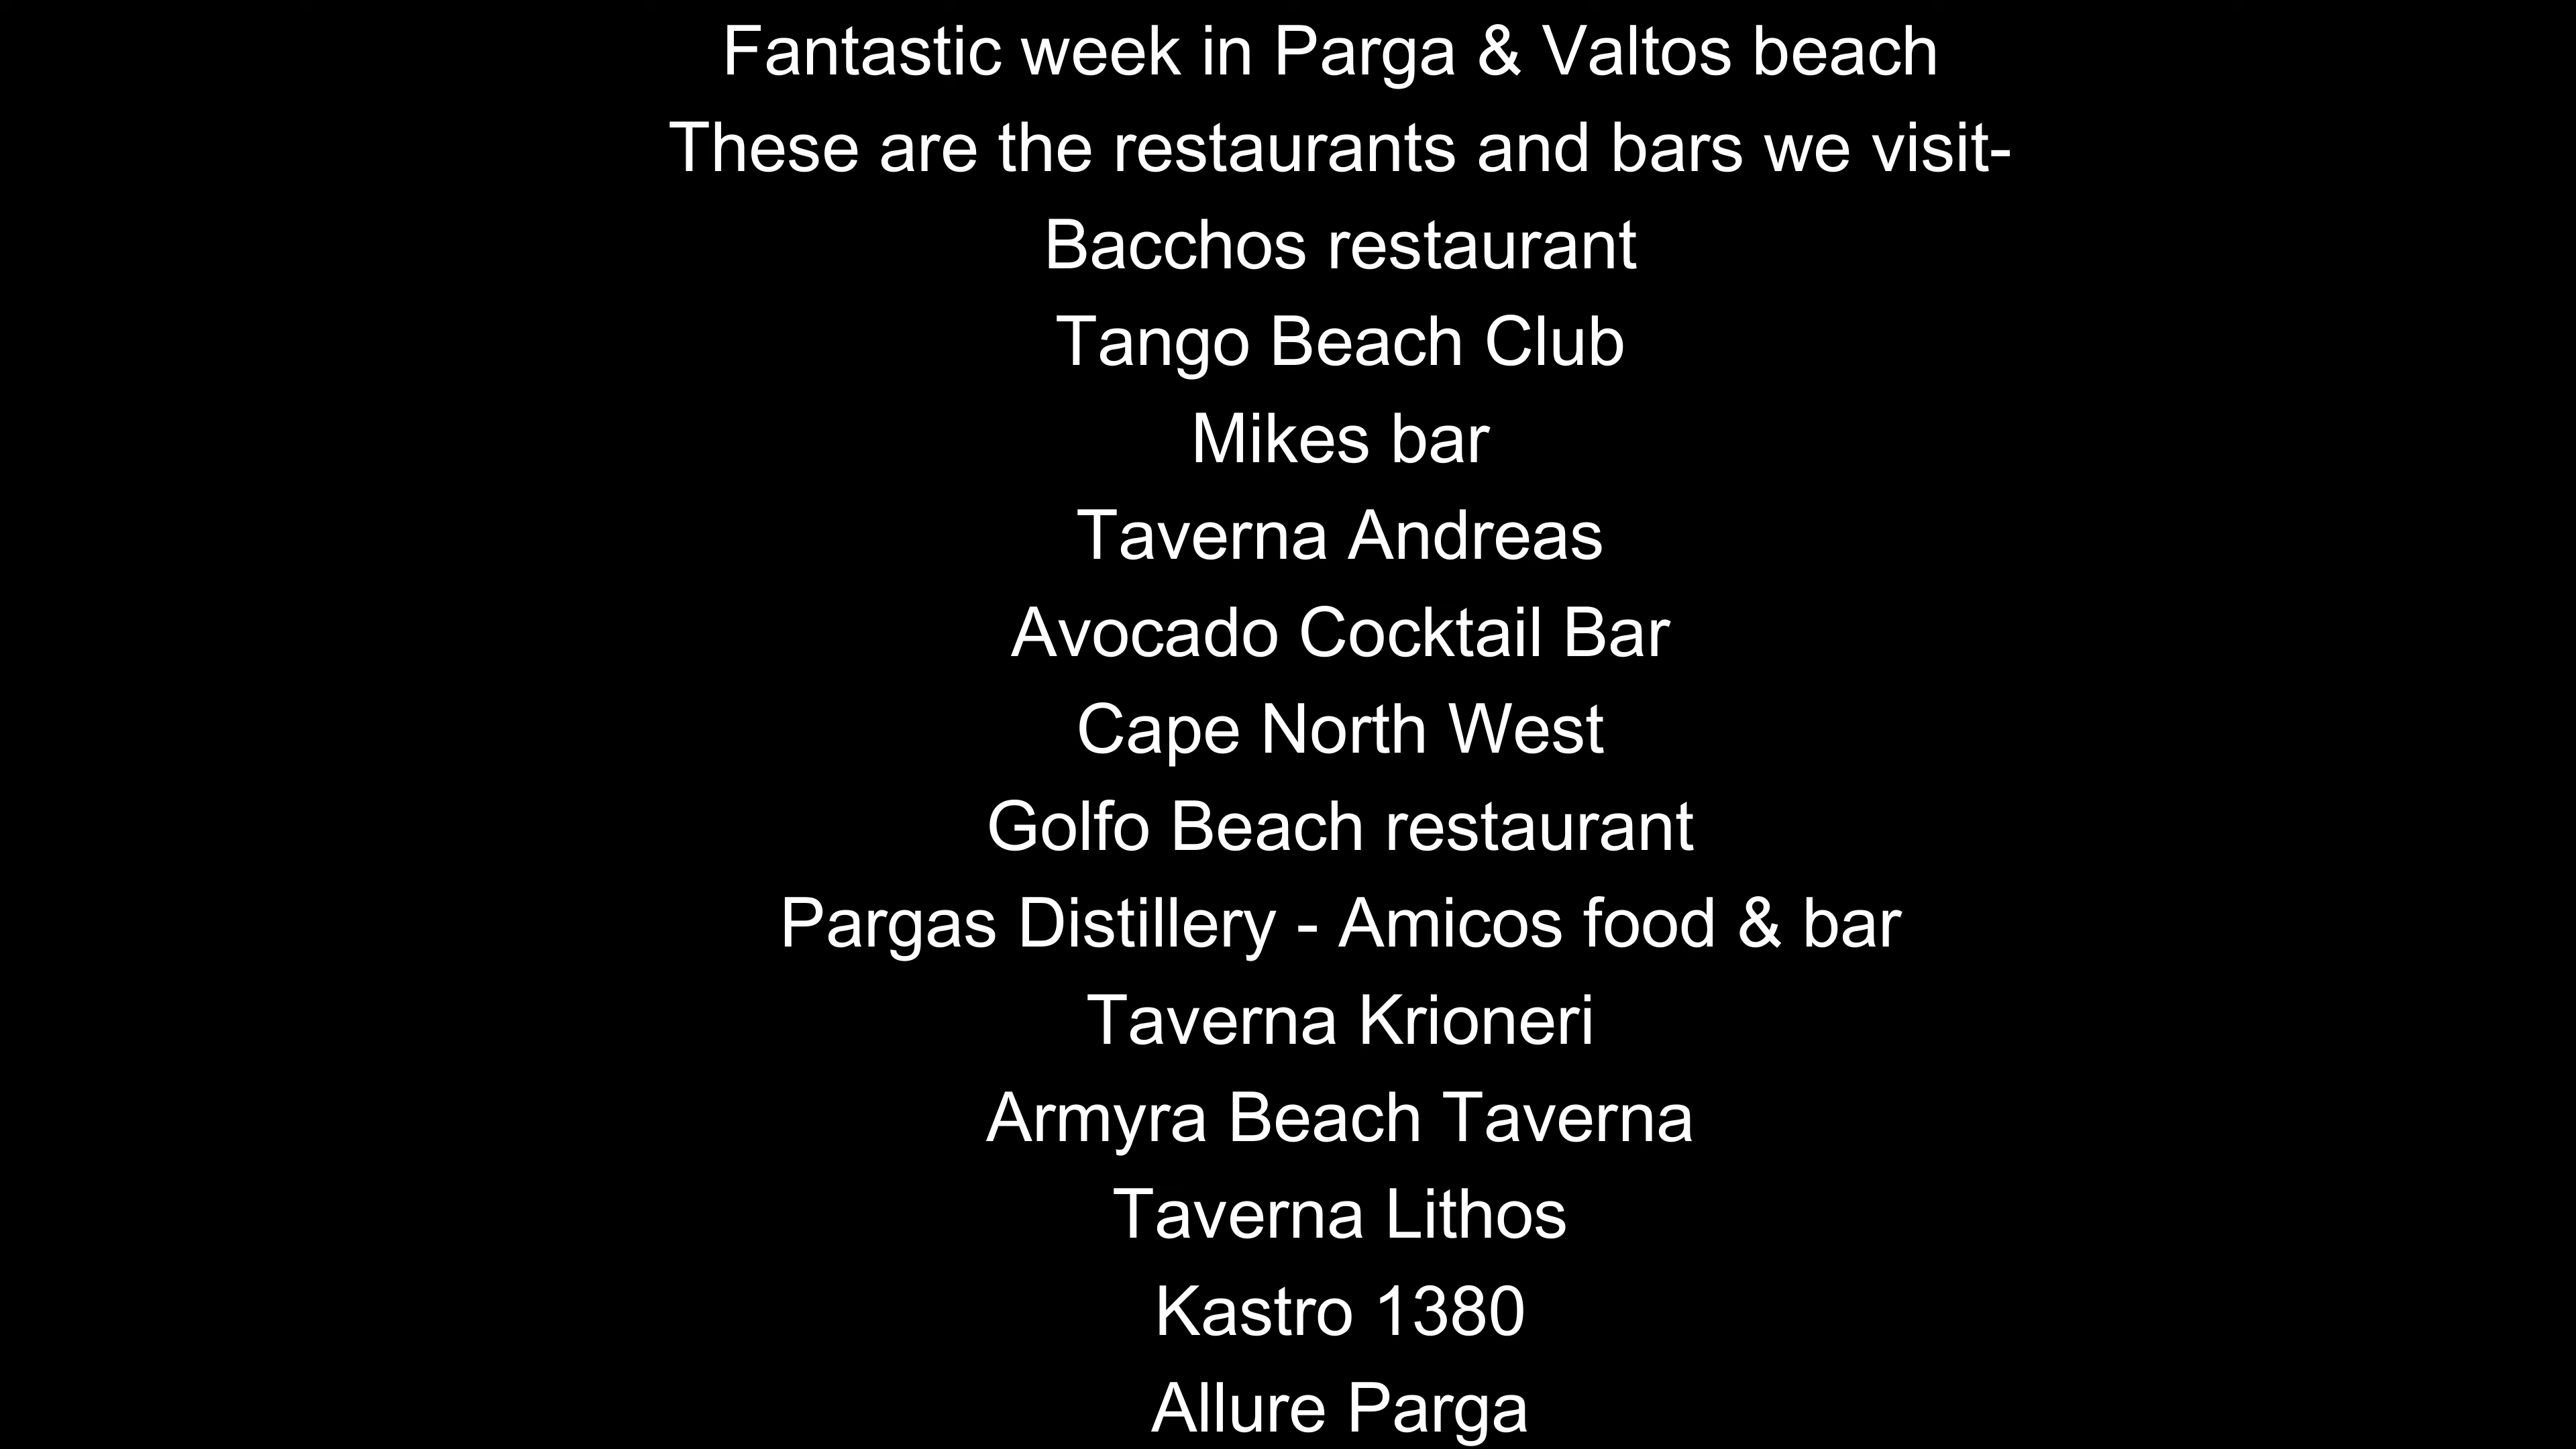 Fantastic week in Parga & Valtos beach
These are the restaurants and bars we visit-
Bacchos restaurant
Tango Beach Club
Mikes bar
Taverna Andreas
Avocado Cocktail Bar
Cape North West
Golfo Beach restaurant
Pargas Distillery - Amicos food & bar
Taverna Krioneri
Armyra Beach Taverna
Taverna Lithos
Kastro 1380
Allure Parga